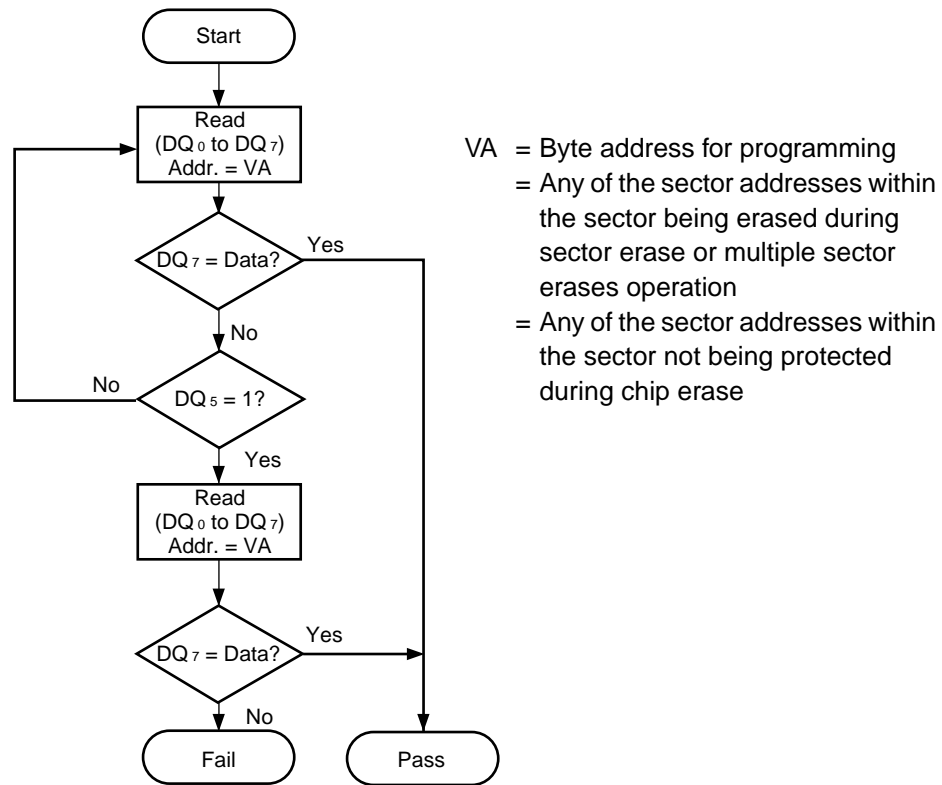 Start
Read
(DQ0 to DQ7)
Addr. = VA
DQ7 = Data?
Yes
No
DQ5 = 1?
No
Yes
Read
(DQ0 to DQ7)
Addr. = VA
DQ7 = Data?
Yes
No
Fail
Pass
VA = Byte address for programming
= Any of the sector addresses within
the sector being erased during
sector erase or multiple sector
erases operation
= Any of the sector addresses within
the sector not being protected
during chip erase